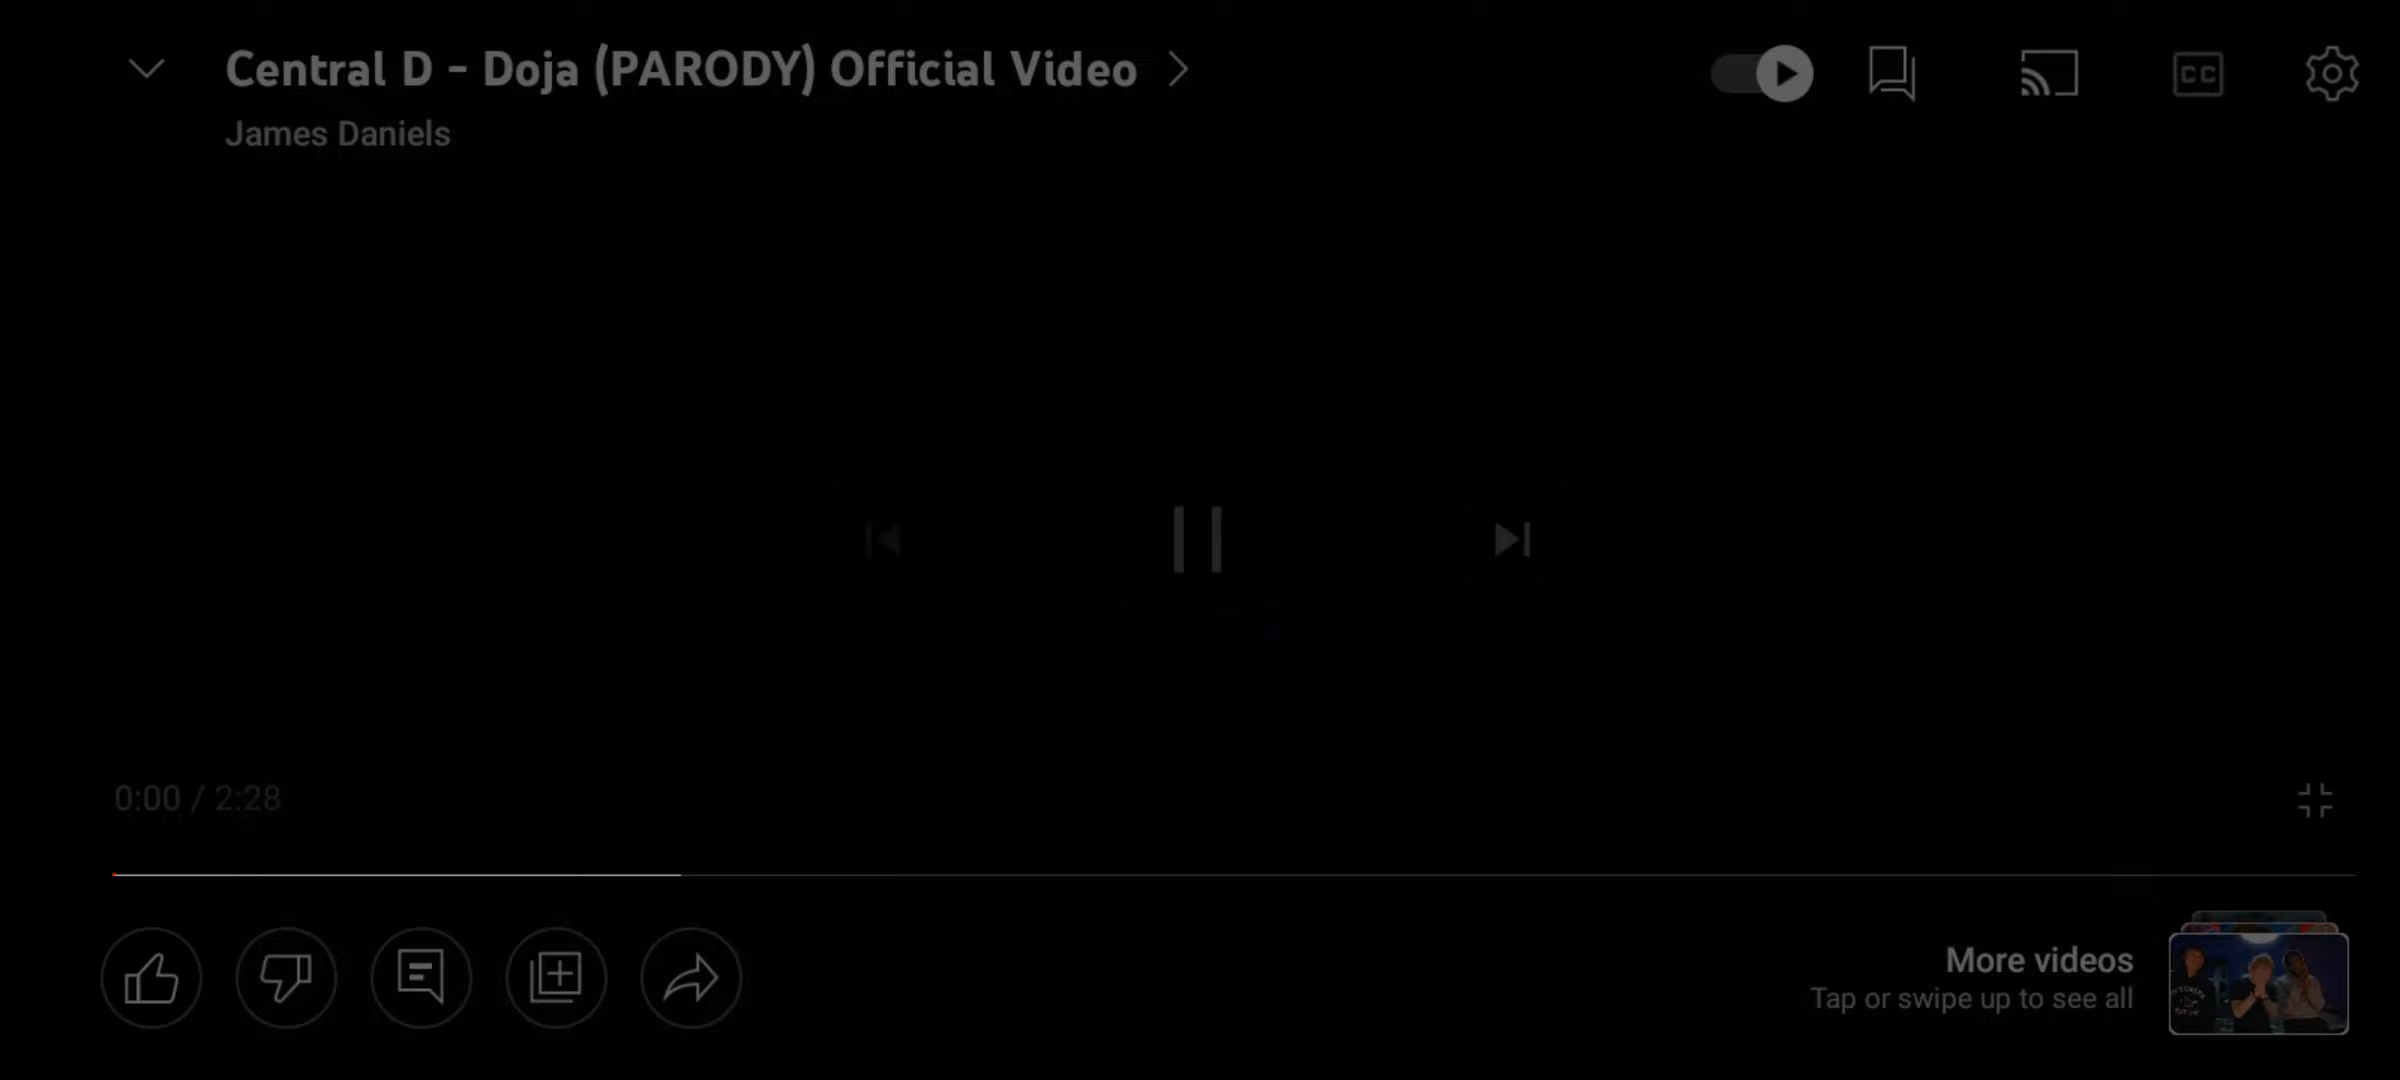 Central D - Doja (PARODY) Official Video
James Daniels
CC
0:00 / 2:28
More videos
Tap or swipe up to see all